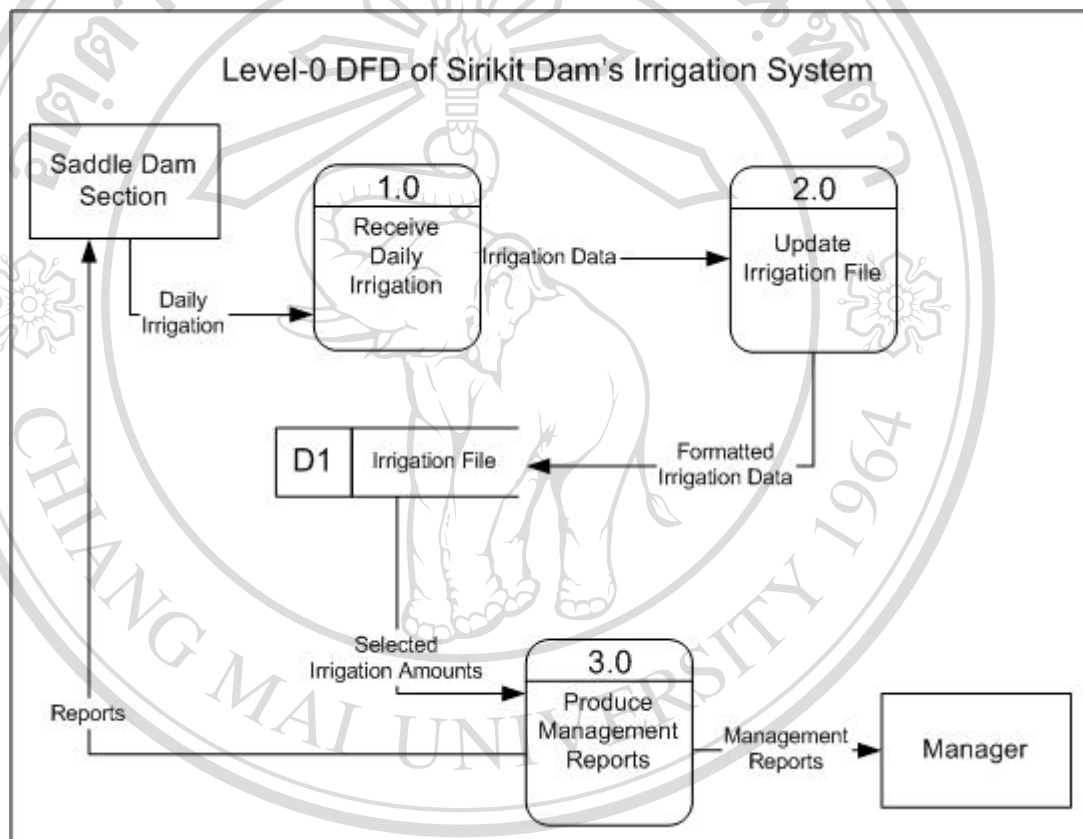 Level-0 DFD of Sirikit Dam's Irrigation System
Saddle Dam
Section
1.0
Receive
Daily
Irrigation
Irrigation Data
2.0
Update
Irrigation File
Daily
Irrigation
D1
Irrigation File
Formatted
Irrigation Data
Selected
Irrigation Amounts
3.0
Produce
Management
Reports
Reports
Management
Reports
Manager
CHIANG MAI UNIVERSITY 1964